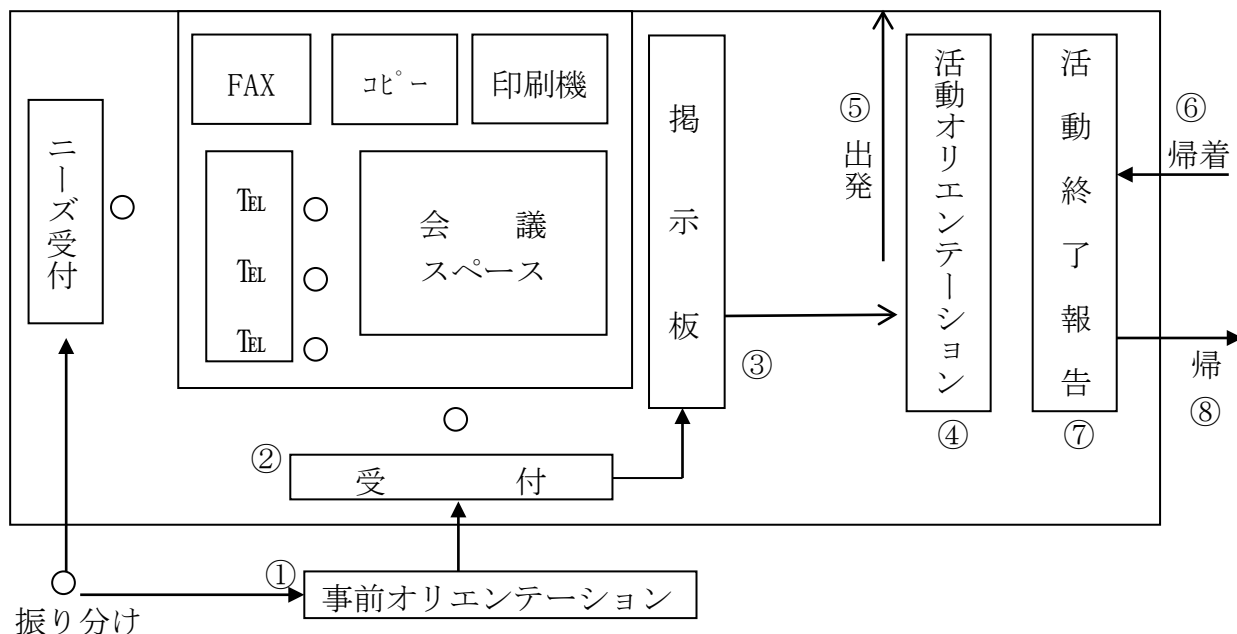 FAX
コピー
印刷機
ニーズ受付
℡
℡
℡
会 議
スペース
掲示板
⑤
出発
活動オリエンテーション
活動終了報告
⑥
帰着
③
④
⑦
帰
⑧
②
受 付
①
事前オリエンテーション
振り分け